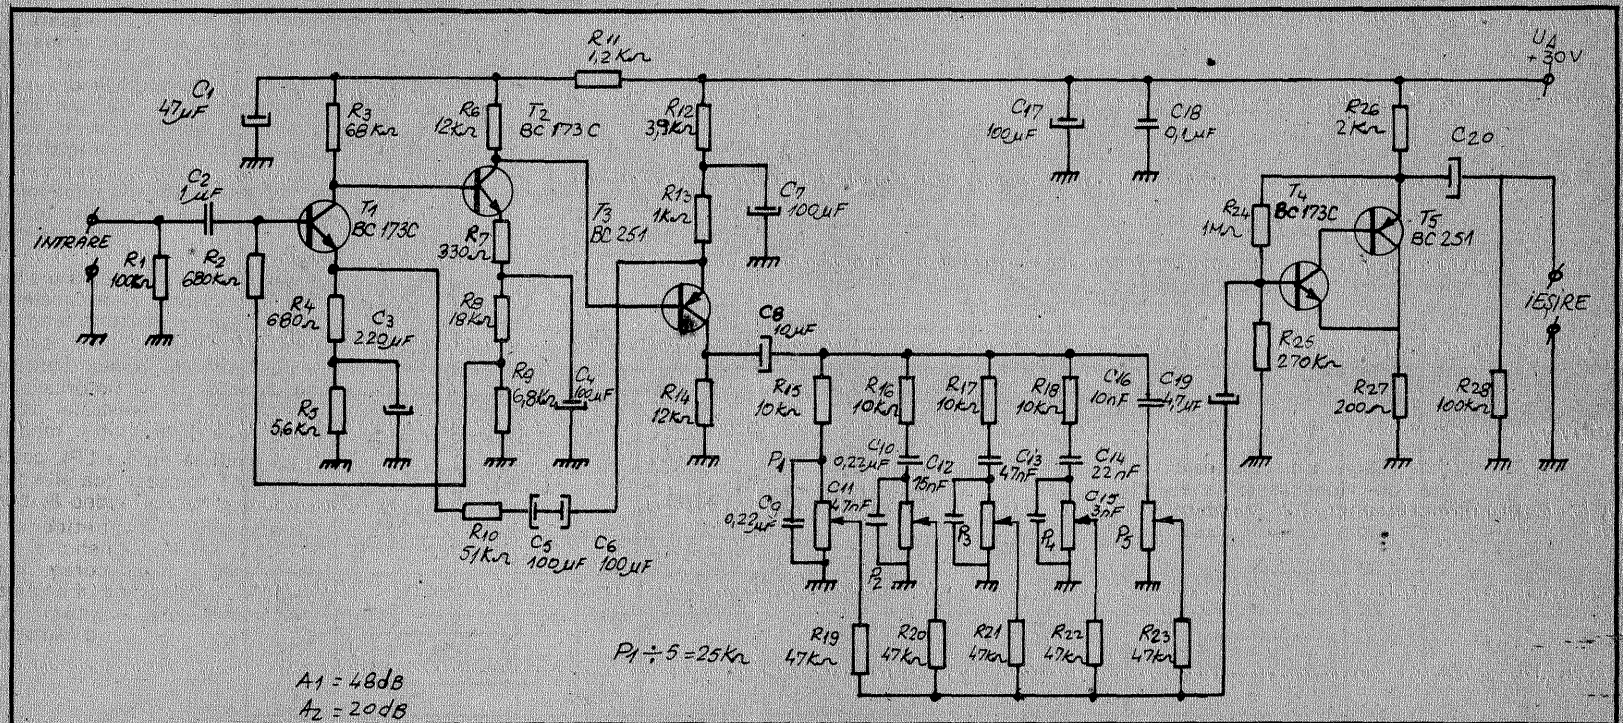 R11
1,2KΩ
UA
+30V
C1
47µF
R3
68KΩ
R6
12KΩ
T2
BC 173 C
R12
3,9KΩ
C17
100µF
C18
0,1µF
R26
2KΩ
C20
C2
1µF
T1
BC 173C
R7
330Ω
T3
BC 251
R13
1KΩ
C7
100µF
R24
1MΩ
T4
BC 173C
T5
BC 251
INTRARE
R1
100KΩ
R2
680KΩ
IEȘIRE
R4
680Ω
C3
220µF
R8
18KΩ
C8
10µF
R25
270KΩ
R5
5,6KΩ
R9
6,8KΩ
C4
100µF
R14
12KΩ
R15
10KΩ
R16
10KΩ
R17
10KΩ
R18
10KΩ
C16
10nF
C19
4,7µF
R27
200Ω
R28
100KΩ
P1
C10
0,22µF
C12
15nF
C13
47nF
C14
22nF
C9
0,22µF
C11
47nF
C15
3nF
P2
P3
P4
P5
R10
51KΩ
C5
100µF
C6
100µF
R19
47KΩ
R20
47KΩ
R21
47KΩ
R22
47KΩ
R23
47KΩ
P1 ÷ 5 = 25KΩ
A1 = 48dB
A2 = 20dB